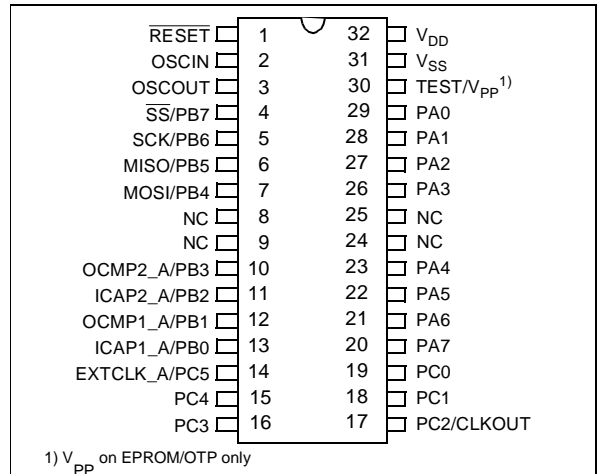 RESET 1 32 VDD
OSCIN 2 31 VSS
OSCOUT 3 30 TEST/VPP1)
SS/PB7 4 29 PA0
SCK/PB6 5 28 PA1
MISO/PB5 6 27 PA2
MOSI/PB4 7 26 PA3
NC 8 25 NC
NC 9 24 NC
OCMP2_A/PB3 10 23 PA4
ICAP2_A/PB2 11 22 PA5
OCMP1_A/PB1 12 21 PA6
ICAP1_A/PB0 13 20 PA7
EXTCLK_A/PC5 14 19 PC0
PC4 15 18 PC1
PC3 16 17 PC2/CLKOUT
1) VPP on EPROM/OTP only